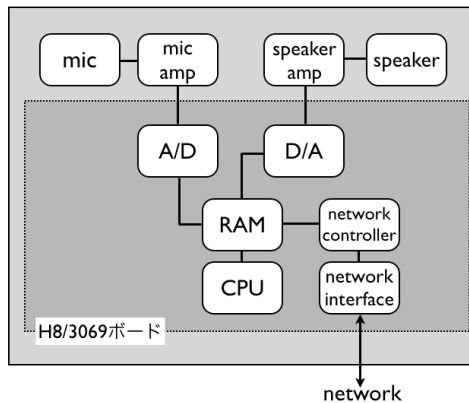 mic
mic
amp
speaker
amp
speaker
A/D
D/A
RAM
network
controller
CPU
network
interface
H8/3069ボード
network